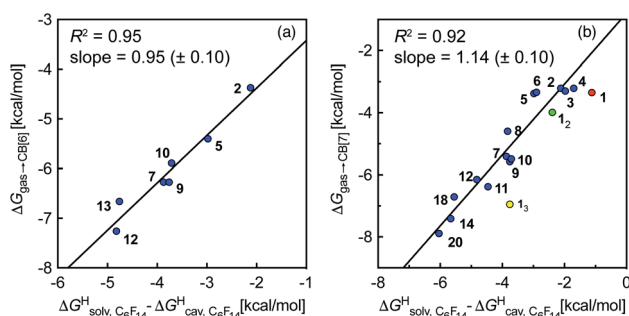 (a)
R² = 0.95
slope = 0.95 (± 0.10)
ΔG_gas→CB[6] [kcal/mol]
-3
-4
-5
-6
-7
-8
2
5
10
7
9
13
12
-6 -5 -4 -3 -2 -1
ΔG^H_solv, C₆F₁₄-ΔG^H_cav, C₆F₁₄[kcal/mol]
(b)
R² = 0.92
slope = 1.14 (± 0.10)
ΔG_gas→CB[7] [kcal/mol]
-1
-2
-4
-6
-8
6 2 4
5 3 1
1₂
8
7 10
9
12 11
18 1₃
14
20
-6 -4 -2 0
ΔG^H_solv, C₆F₁₄-ΔG^H_cav, C₆F₁₄[kcal/mol]